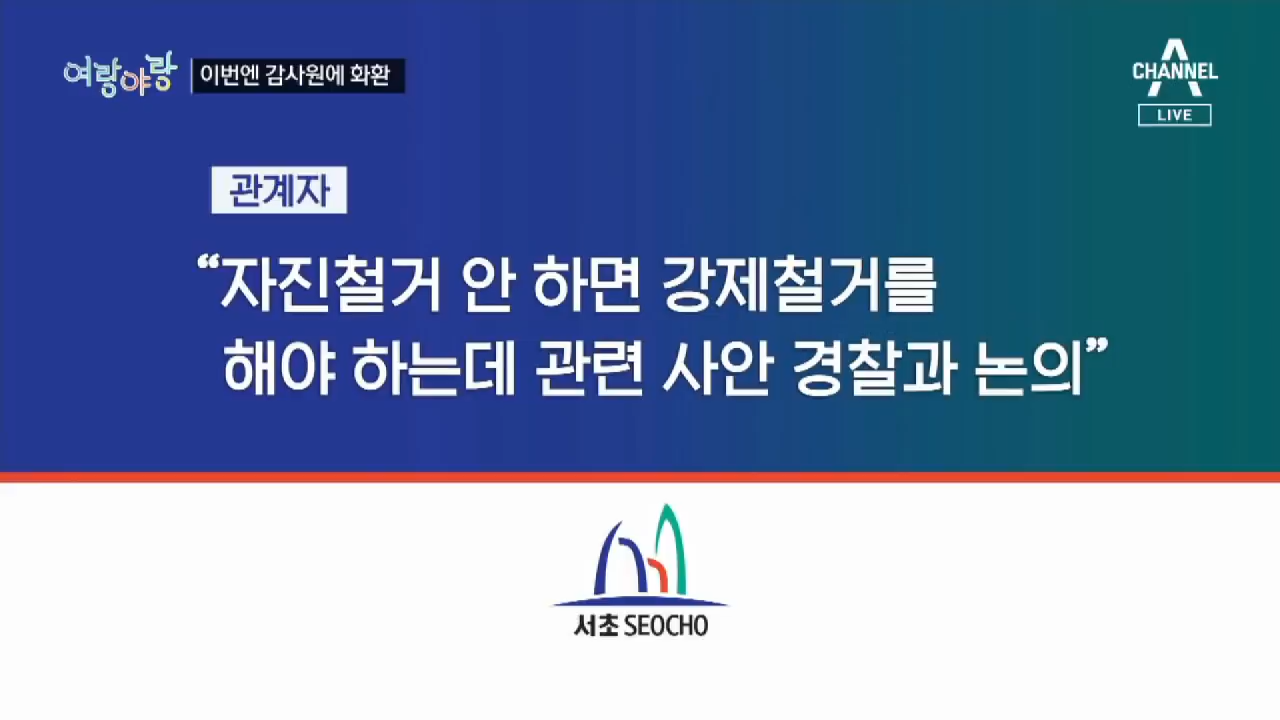 여랑야랑
이번엔 감사원에 화환
CHANNEL A
LIVE
관계자
“자진철거 안 하면 강제철거를
해야 하는데 관련 사안 경찰과 논의”
서초 SEOCHO